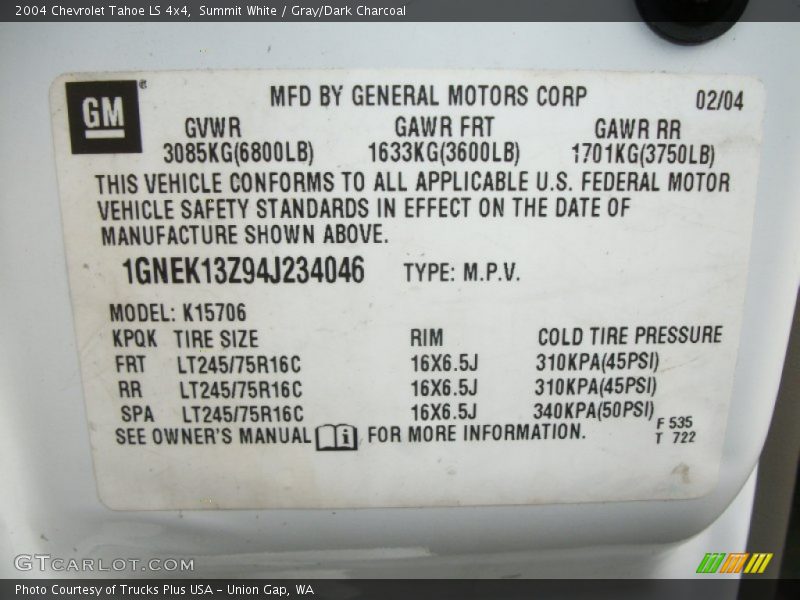 2004 Chevrolet Tahoe LS 4x4,  Summit White / Gray/Dark Charcoal
GM® MFD BY GENERAL MOTORS CORP 02/04
GVWR GAWR FRT GAWR RR
3085KG(6800LB) 1633KG(3600LB) 1701KG(3750LB)
THIS VEHICLE CONFORMS TO ALL APPLICABLE U.S. FEDERAL MOTOR
VEHICLE SAFETY STANDARDS IN EFFECT ON THE DATE OF
MANUFACTURE SHOWN ABOVE.
1GNEK13Z94J234046 TYPE: M.P.V.
MODEL: K15706
KPQK TIRE SIZE RIM COLD TIRE PRESSURE
FRT LT245/75R16C 16X6.5J 310KPA(45PSI)
RR LT245/75R16C 16X6.5J 310KPA(45PSI)
SPA LT245/75R16C 16X6.5J 340KPA(50PSI)
SEE OWNER'S MANUAL i FOR MORE INFORMATION.
F 535
T 722
GTCARLOT.COM
Photo Courtesy of Trucks Plus USA - Union Gap, WA